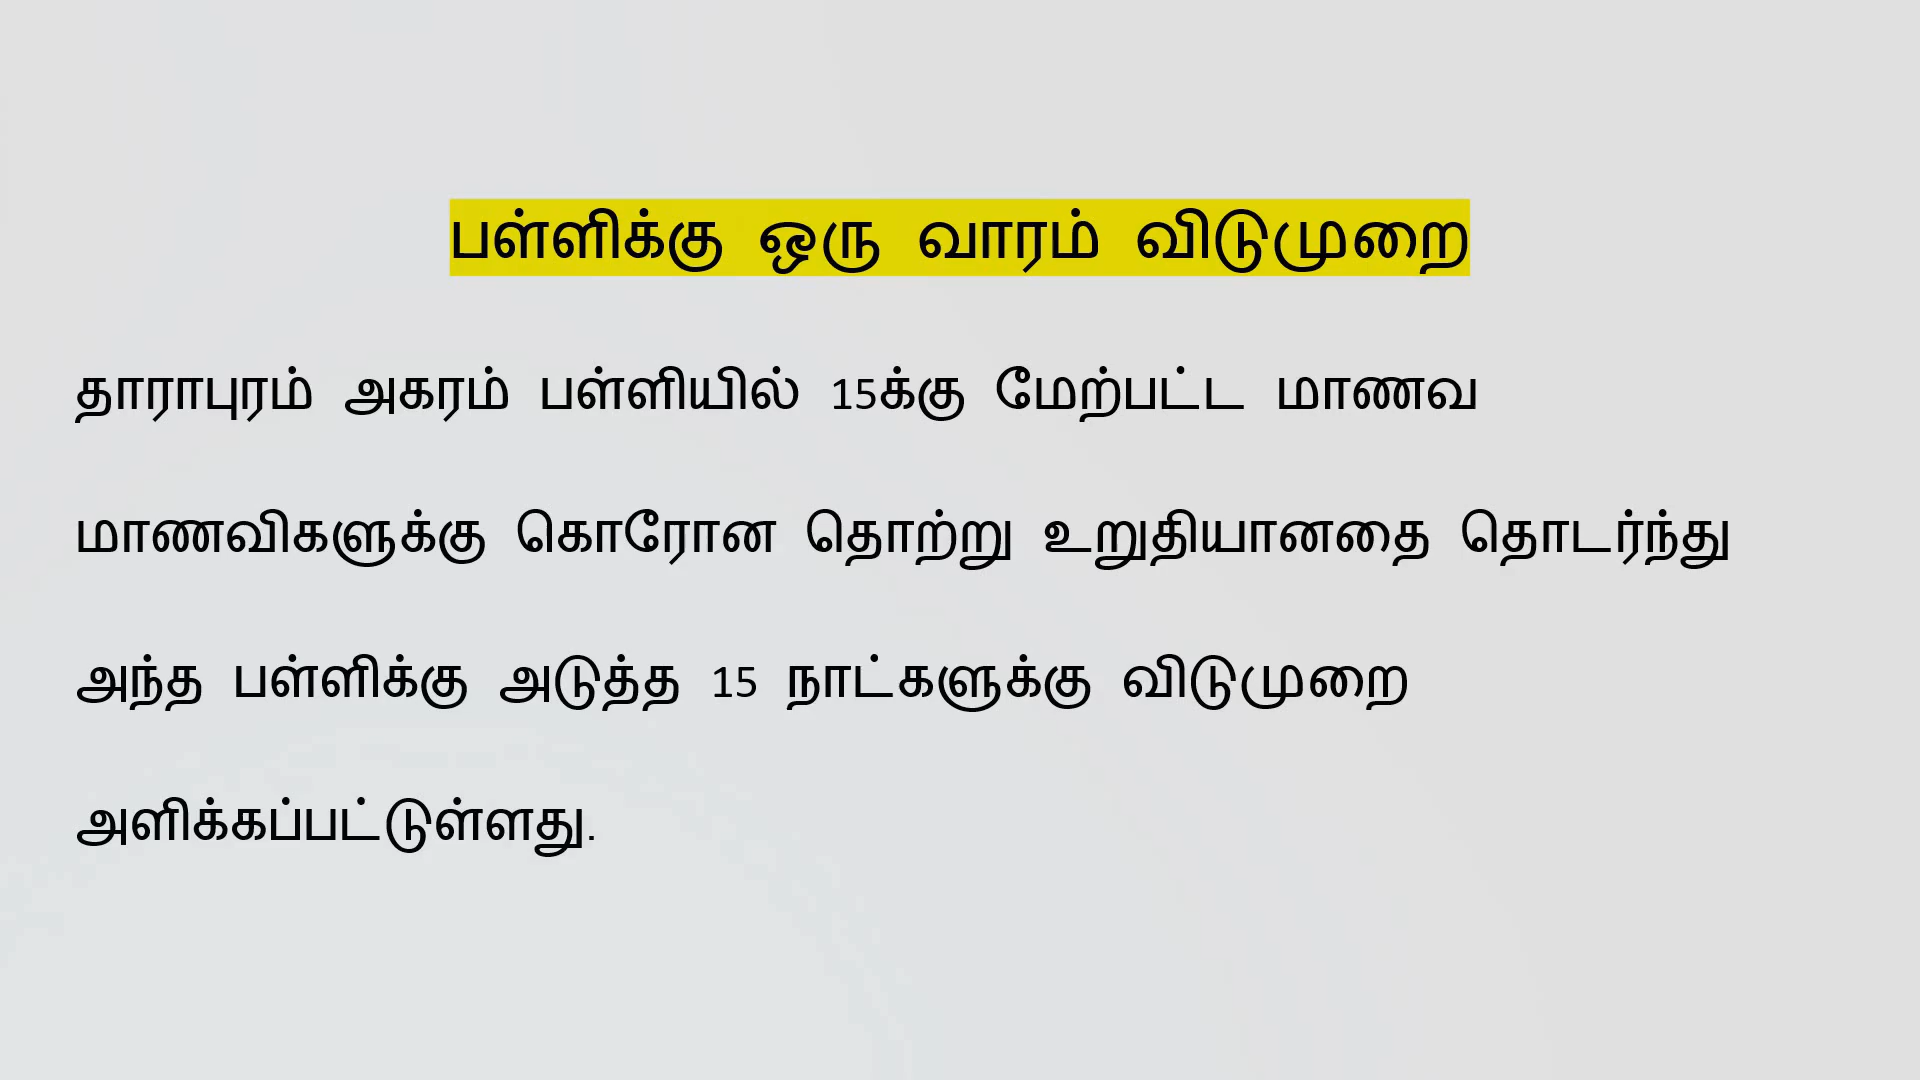 பள்ளிக்கு ஒரு வாரம் விடுமுறை
தாராபுரம் அகரம் பள்ளியில் 15க்கு மேற்பட்ட மாணவ
மாணவிகளுக்கு கொரோன தொற்று உறுதியானதை தொடர்ந்து
அந்த பள்ளிக்கு அடுத்த 15 நாட்களுக்கு விடுமுறை
அளிக்கப்பட்டுள்ளது.